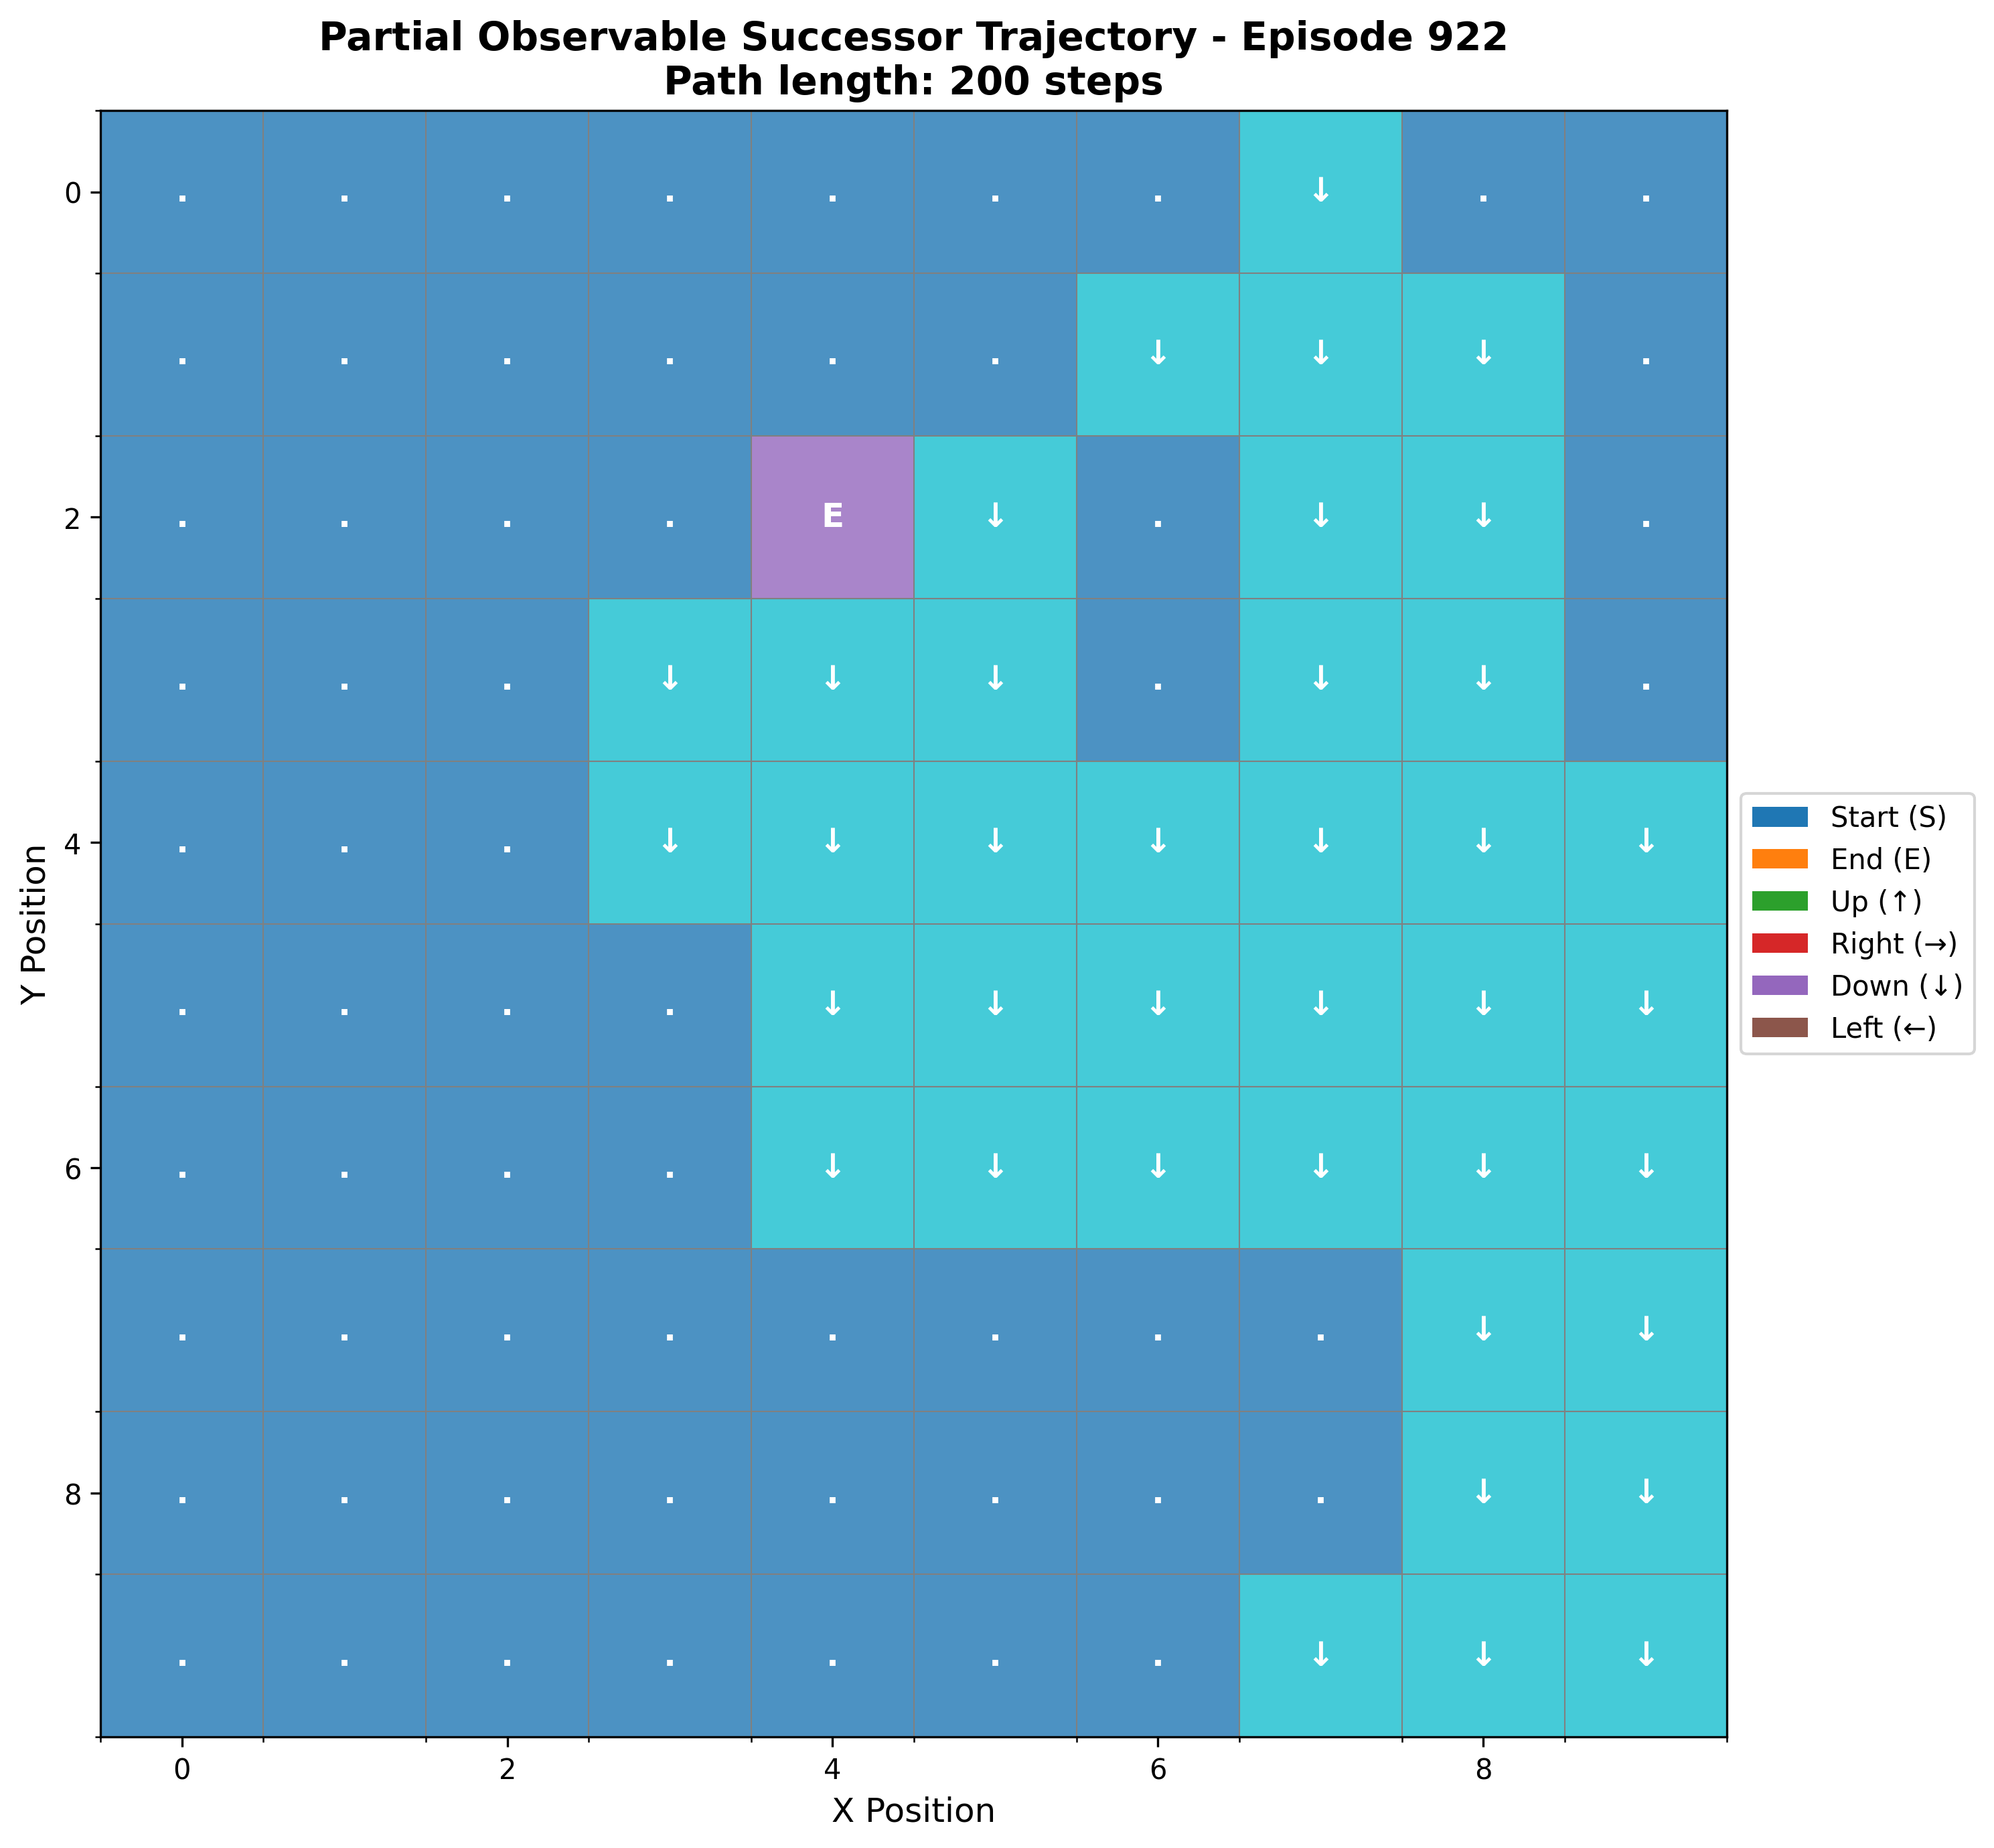 Partial Observable Successor Trajectory - Episode 922
Path length: 200 steps
0 . . . . . . . ↓ . .
. . . . . . ↓ ↓ ↓ .
2 . . . . E ↓ . ↓ ↓ .
. . . ↓ ↓ ↓ . ↓ ↓ .
4 . . . ↓ ↓ ↓ ↓ ↓ ↓ ↓
. . . . ↓ ↓ ↓ ↓ ↓ ↓
6 . . . . ↓ ↓ ↓ ↓ ↓ ↓
. . . . . . . . ↓ ↓
8 . . . . . . . . ↓ ↓
. . . . . . . ↓ ↓ ↓
0 2 4 6 8
X Position
Y Position
Start (S)
End (E)
Up (↑)
Right (→)
Down (↓)
Left (←)